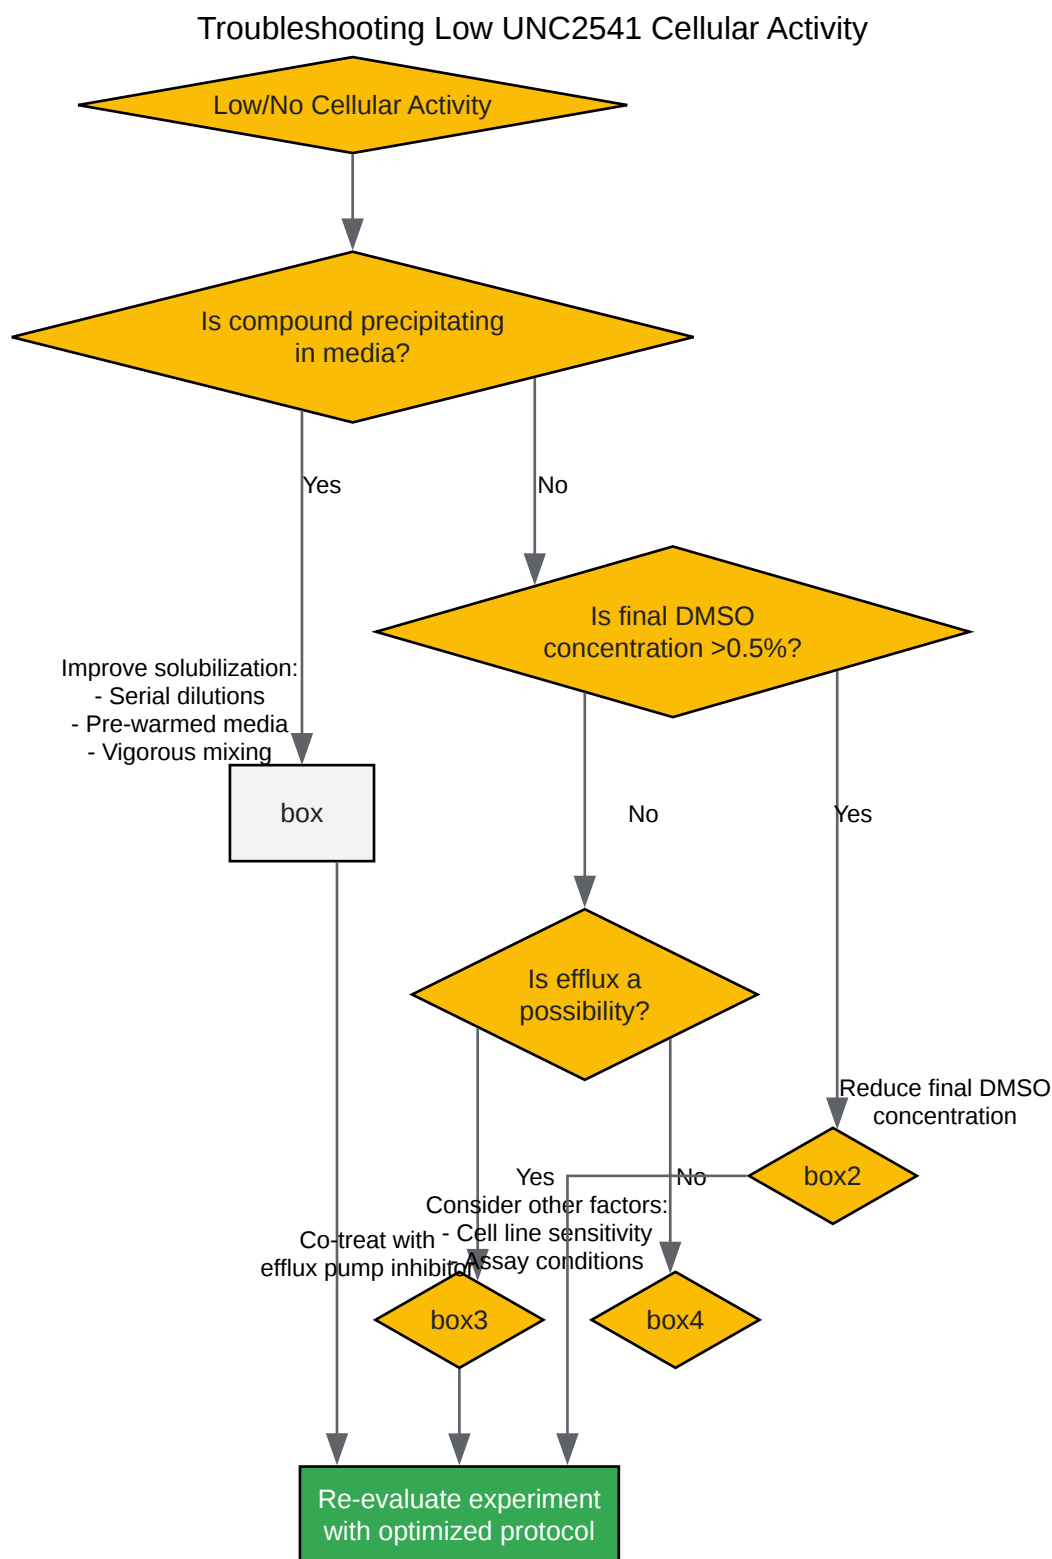 Troubleshooting Low UNC2541 Cellular Activity
Low/No Cellular Activity
Is compound precipitating
in media?
Yes
No
Is final DMSO
concentration >0.5%?
Improve solubilization:
- Serial dilutions
- Pre-warmed media
- Vigorous mixing
box
No
Yes
Is efflux a
possibility?
Reduce final DMSO
concentration
box2
Yes
No
Consider other factors:
- Cell line sensitivity
- Assay conditions
Co-treat with
efflux pump inhibitor
box3
box4
Re-evaluate experiment
with optimized protocol